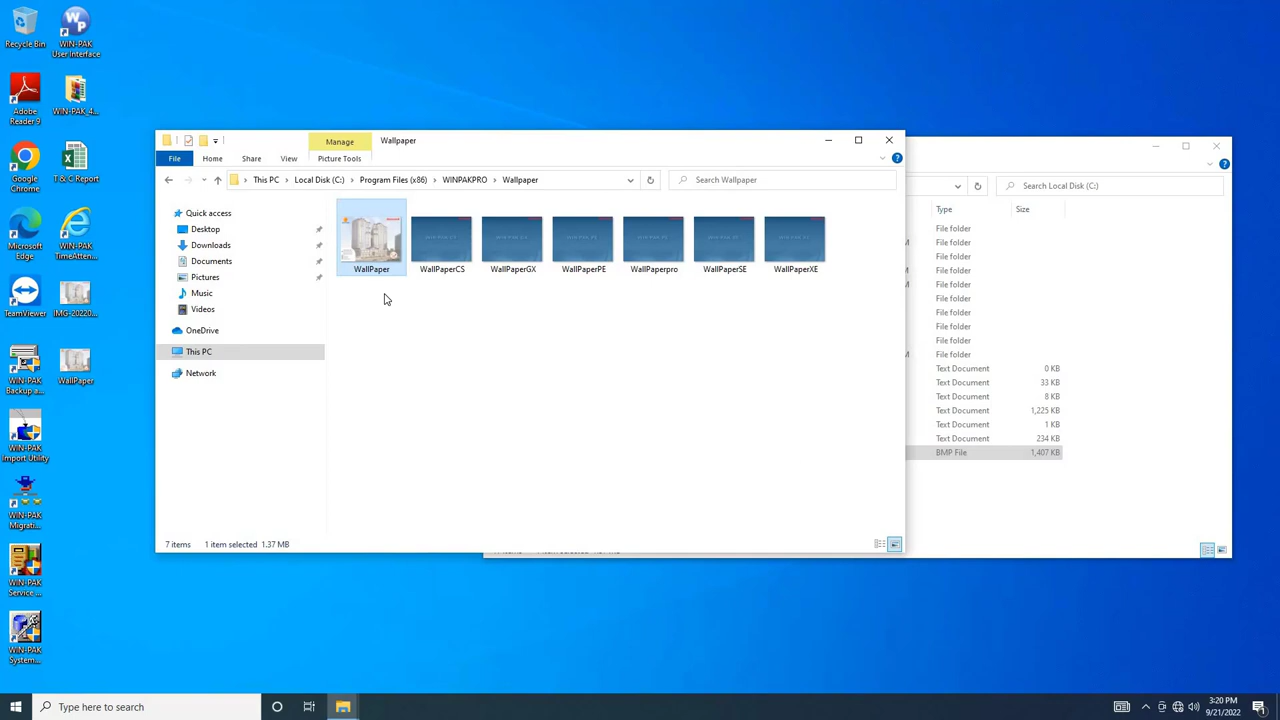 Recycle Bin
WIN-PAK
User Interface
Adobe
Reader 9
WIN-PAK_4...
Google
Chrome
T & C Report
Microsoft
Edge
WIN-PAK
TimeAtten...
TeamViewer
IMG-20220...
WIN-PAK
Backup a...
WallPaper
WIN-PAK
Import Utility
WIN-PAK
Migrati...
WIN-PAK
Service ...
WIN-PAK
System...
Manage
Wallpaper
File
Home
Share
View
Picture Tools
This PC
Local Disk (C:)
Program Files (x86)
WINPAKPRO
Wallpaper
Search Wallpaper
Quick access
Desktop
Downloads
Documents
Pictures
Music
Videos
OneDrive
This PC
Network
WallPaper
WallPaperCS
WallPaperGX
WallPaperPE
WallPaperpro
WallPaperSE
WallPaperXE
7 items
1 item selected 1.37 MB
Search Local Disk (C:)
Type
Size
File folder
File folder
File folder
File folder
File folder
File folder
File folder
File folder
File folder
File folder
Text Document 0 KB
Text Document 33 KB
Text Document 8 KB
Text Document 1,225 KB
Text Document 1 KB
Text Document 234 KB
BMP File 1,407 KB
Type here to search
3:20 PM
9/21/2022